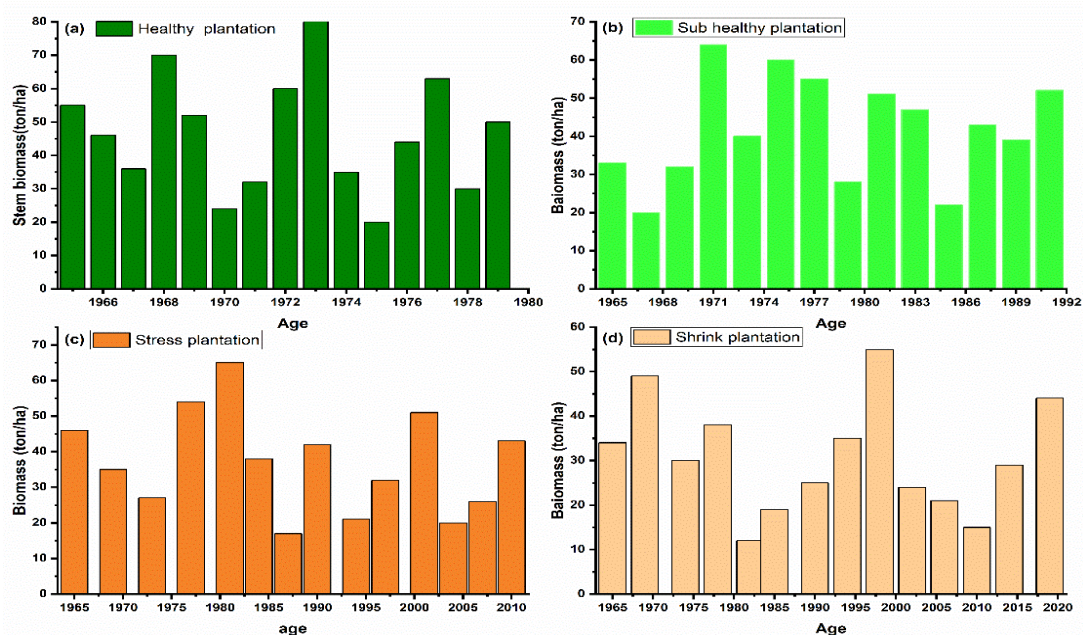 (a) Healthy plantation
80
70
60
50
40
30
20
10
0
Stem biomass(ton/ha)
1966 1968 1970 1972 1974 1976 1978 1980
Age
(b) Sub healthy plantation
70
60
50
40
30
20
10
0
Baiomass (ton/ha)
1965 1968 1971 1974 1977 1980 1983 1986 1989 1992
Age
(c) Stress plantation
70
60
50
40
30
20
10
0
Biomass (ton/ha)
1965 1970 1975 1980 1985 1990 1995 2000 2005 2010
age
(d) Shrink plantation
60
50
40
30
20
10
0
Baiomass (ton/ha)
1965 1970 1975 1980 1985 1990 1995 2000 2005 2010 2015 2020
Age